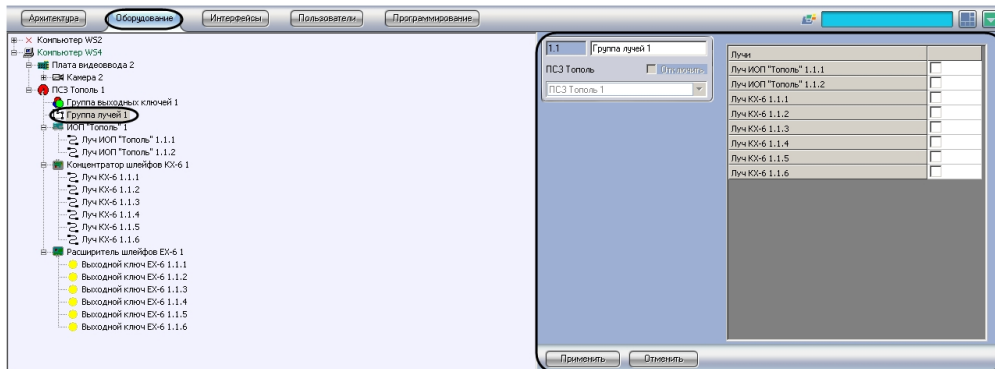 Архитектура Оборудование Интерфейсы Пользователи Программирование
Компьютер WS2
Компьютер WS4
Плата видеоввода 2
Камера 2
ПСЗ Тополь 1
Группа выходных ключей 1
Группа лучей 1
ИОП "Тополь" 1
Луч ИОП "Тополь" 1.1.1
Луч ИОП "Тополь" 1.1.2
Концентратор шлейфов КХ-6 1
Луч КХ-6 1.1.1
Луч КХ-6 1.1.2
Луч КХ-6 1.1.3
Луч КХ-6 1.1.4
Луч КХ-6 1.1.5
Луч КХ-6 1.1.6
Расширитель шлейфов ЕХ-6 1
Выходной ключ ЕХ-6 1.1.1
Выходной ключ ЕХ-6 1.1.2
Выходной ключ ЕХ-6 1.1.3
Выходной ключ ЕХ-6 1.1.4
Выходной ключ ЕХ-6 1.1.5
Выходной ключ ЕХ-6 1.1.6
1.1 Группа лучей 1
ПСЗ Тополь Отключить
ПСЗ Тополь 1
Лучи
Луч ИОП "Тополь" 1.1.1
Луч ИОП "Тополь" 1.1.2
Луч КХ-6 1.1.1
Луч КХ-6 1.1.2
Луч КХ-6 1.1.3
Луч КХ-6 1.1.4
Луч КХ-6 1.1.5
Луч КХ-6 1.1.6
Применить Отменить